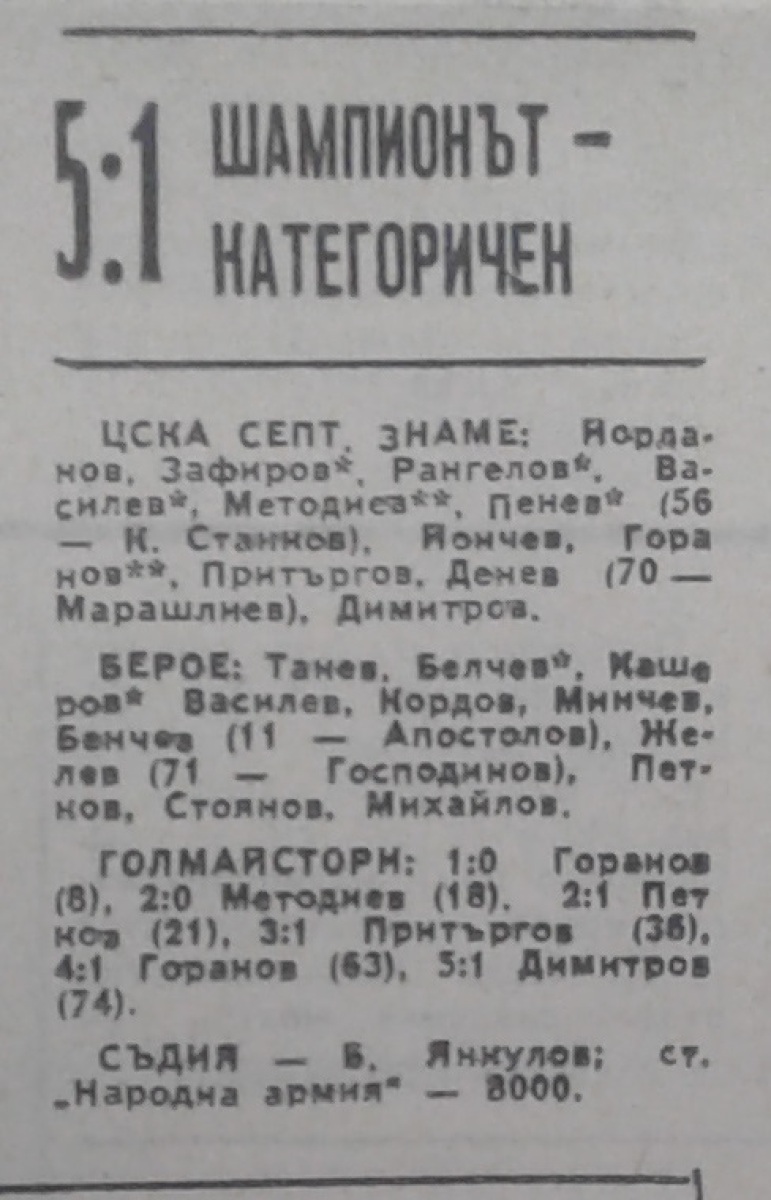 5:1 ШАМПИОНЪТ –
КАТЕГОРИЧЕН
ЦСКА СЕПТ. ЗНАМЕ: Йорда-
нов, Зафиров*, Рангелов*, Ва-
силев*, Методиев**, Пенев* (56
— К. Станков), Йончев, Гора
нов**, Притъргов, Денев (70 —
Марашлиев), Димитров.
БЕРОЕ: Танев, Белчев*, Каше
ров* Василев, Кордов, Минчев,
Бенчев (11 — Апостолов), Же-
лев (71 — Господинов), Пет-
ков, Стоянов, Михайлов.
ГОЛМАЙСТОРИ: 1:0 Горанов
(8), 2:0 Методиев (18), 2:1 Пет
ков (21), 3:1 Притъргов (36),
4:1 Горанов (63), 5:1 Димитров
(74).
СЪДИЯ — Б. Янкулов; ст.
„Народна армия“ — 8000.